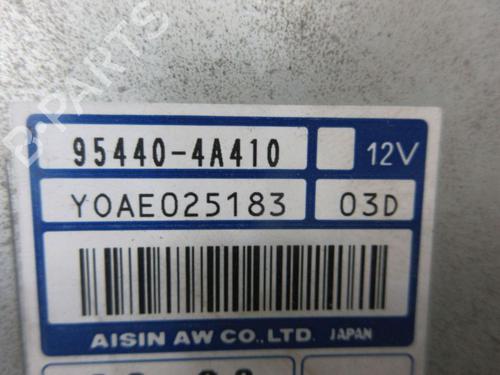 B-PARTS
95440-4A410 12V
YOAE025183 03D
AISIN AW CO.,LTD. JAPAN